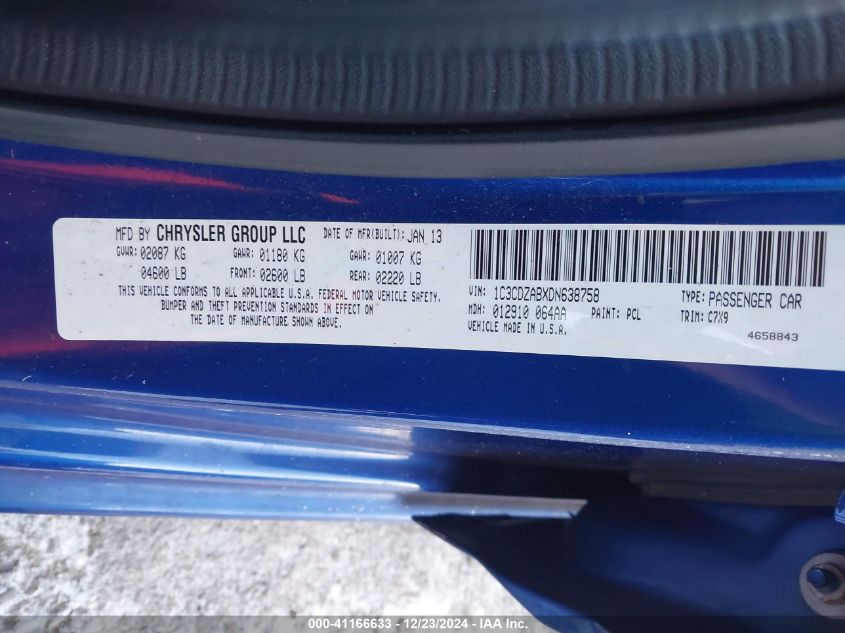 MFD BY CHRYSLER GROUP LLC DATE OF MFR(BUILT): JAN 13
GVWR: 02087 KG GAWR: 01180 KG GAWR: 01007 KG
04600 LB FRONT: 02600 LB REAR: 02220 LB
THIS VEHICLE CONFORMS TO ALL APPLICABLE U.S.A. FEDERAL MOTOR VEHICLE SAFETY,
BUMPER AND THEFT PREVENTION STANDARDS IN EFFECT ON
THE DATE OF MANUFACTURE SHOWN ABOVE.
VIN: 1C3CDZABXDN638758 TYPE: PASSENGER CAR
MDH: 012910 064AA PAINT: PCL TRIM: C7X9
VEHICLE MADE IN U.S.A. 4658843
000-41166633 - 12/23/2024 - IAA Inc.